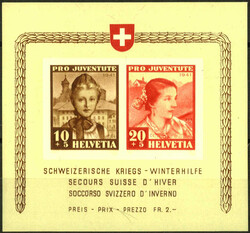 PRO JUVENTUTE
1941
10
+5
HELVETIA
PRO JUVENTUTE
1941
20
+5
HELVETIA
SCHWEIZERISCHE KRIEGS - WINTERHILFE
SECOURS SUISSE D'HIVER
SOCCORSO SVIZZERO D'INVERNO
PREIS - PRIX - PREZZO FR. 2.-